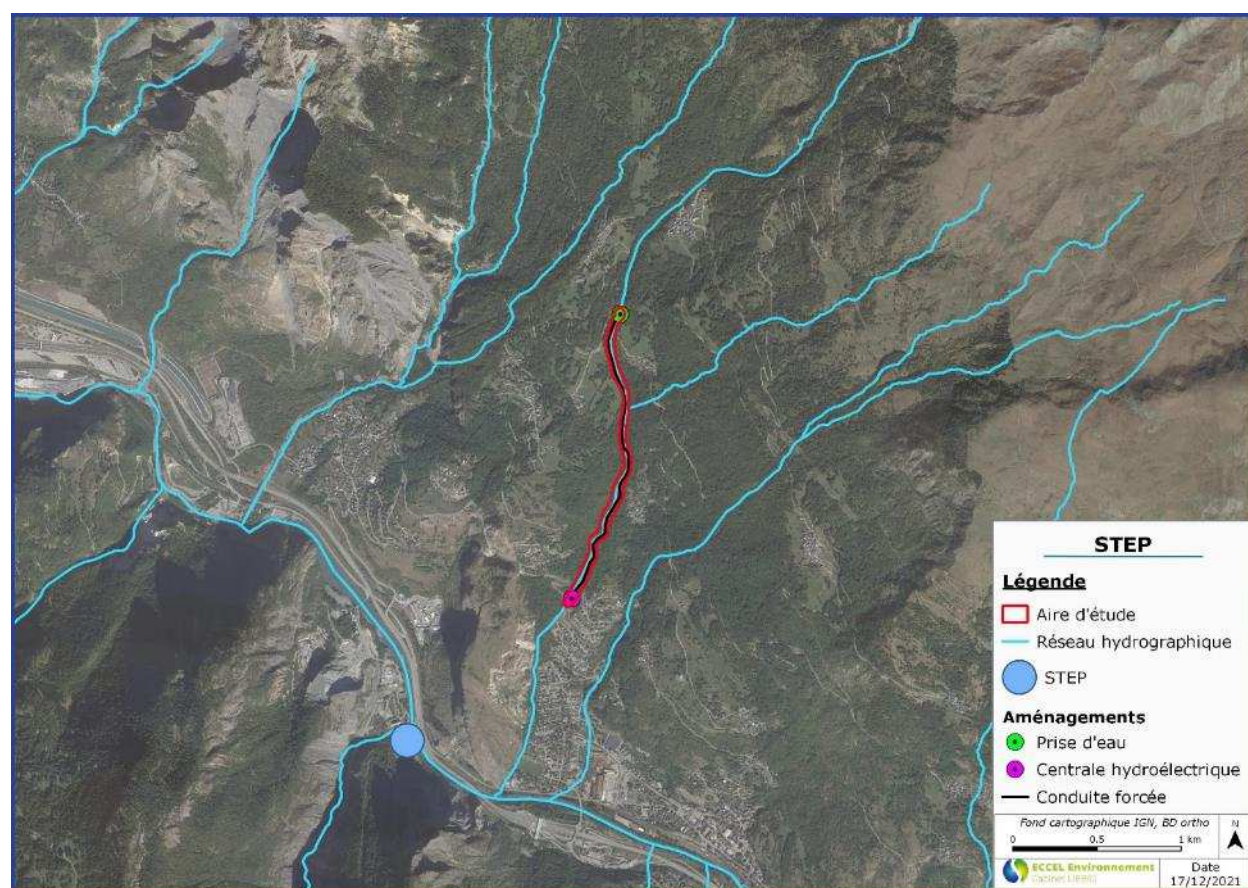 STEP
Légende
Aire d'étude
Réseau hydrographique
STEP
Aménagements
Prise d'eau
Centrale hydroélectrique
Conduite forcée
Fond cartographique IGN, BD ortho
0 0.5 1 km
N
ECCEL Environnement
Date
17/12/2021